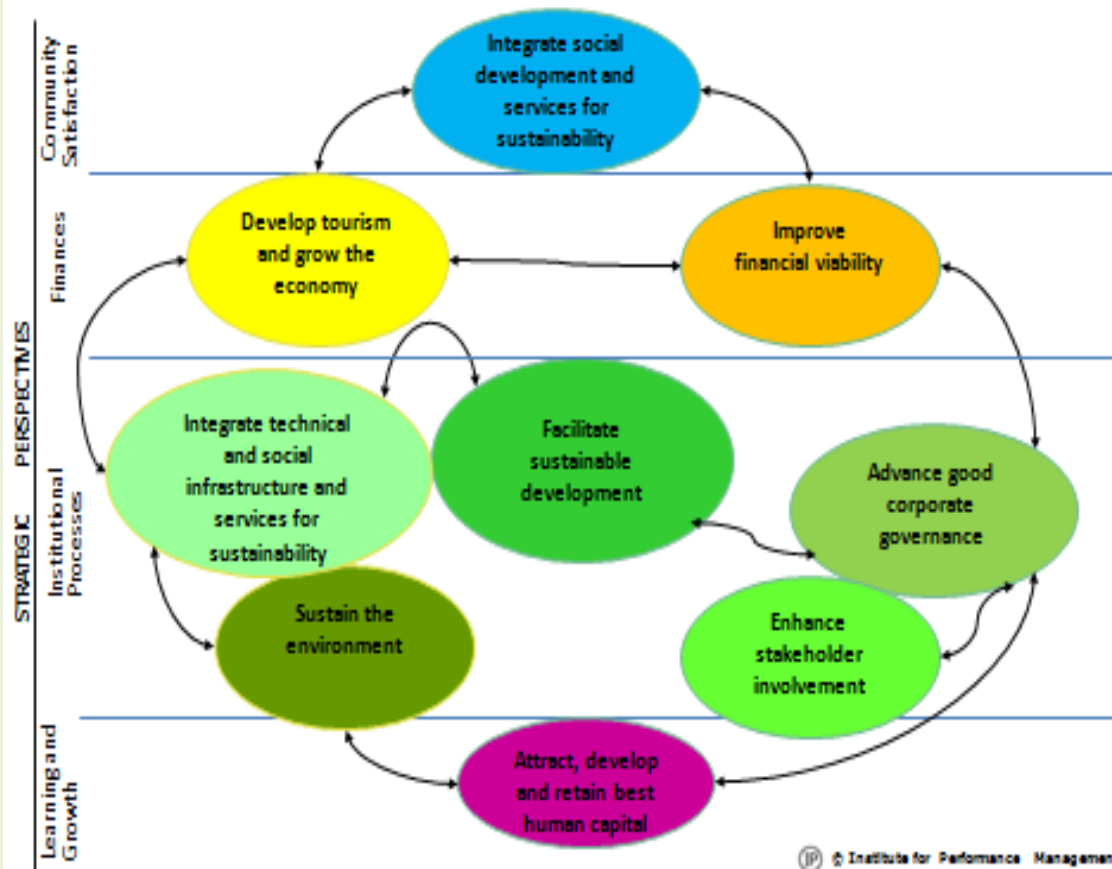 Community
Satisfaction
Integrate social
development and
services for
sustainability
Finances
Develop tourism
and grow the
economy
Improve
financial viability
STRATEGIC PERSPECTIVES
Institutional
Processes
Integrate technical
and social
infrastructure and
services for
sustainability
Facilitate
sustainable
development
Advance good
corporate
governance
Sustain the
environment
Enhance
stakeholder
involvement
Learning and
Growth
Attract, develop
and retain best
human capital
IP © Institute for Performance Managemen